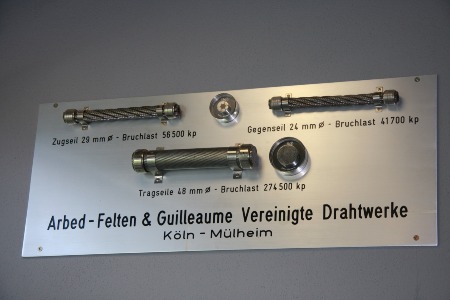 Zugseil 29 mm Ø - Bruchlast 56500 kp
Gegenseil 24 mm Ø - Bruchlast 41700 kp
Tragseile 48 mm Ø - Bruchlast 274500 kp
Arbed-Felten & Guilleaume Vereinigte Drahtwerke
Köln - Mülheim